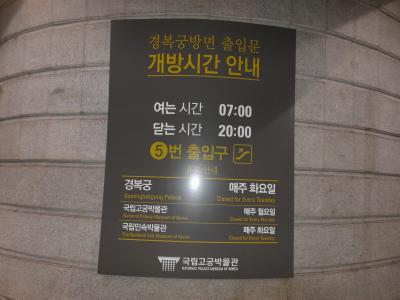 경복궁방면 출입문
개방시간 안내
여는 시간 07:00
닫는 시간 20:00
5번 출입구
안내
경복궁 매주 화요일
Gyeongbokgung Palace Closed for Every Tuesday
국립고궁박물관 매주 월요일
National Palace Museum of Korea Closed for Every Monday
국립민속박물관 매주 화요일
The National Folk Museum of Korea Closed for Every Tuesday
국립고궁박물관
NATIONAL PALACE MUSEUM OF KOREA